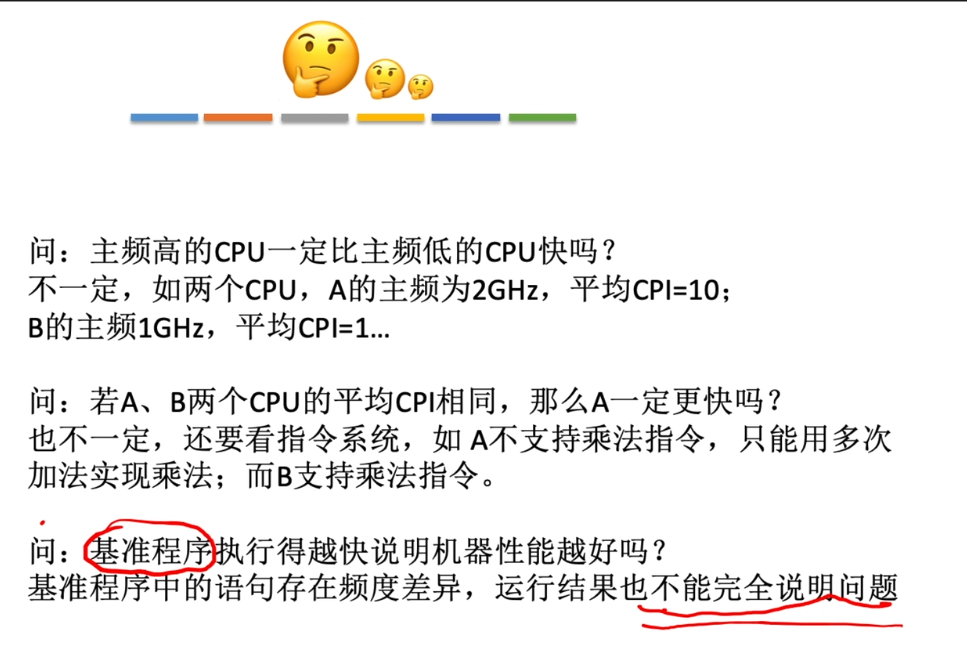 问：主频高的CPU一定比主频低的CPU快吗？
不一定，如两个CPU，A的主频为2GHz，平均CPI=10；
B的主频1GHz，平均CPI=1...
问：若A、B两个CPU的平均CPI相同，那么A一定更快吗？
也不一定，还要看指令系统，如 A不支持乘法指令，只能用多次
加法实现乘法；而B支持乘法指令。
问：基准程序执行得越快说明机器性能越好吗？
基准程序中的语句存在频度差异，运行结果也不能完全说明问题